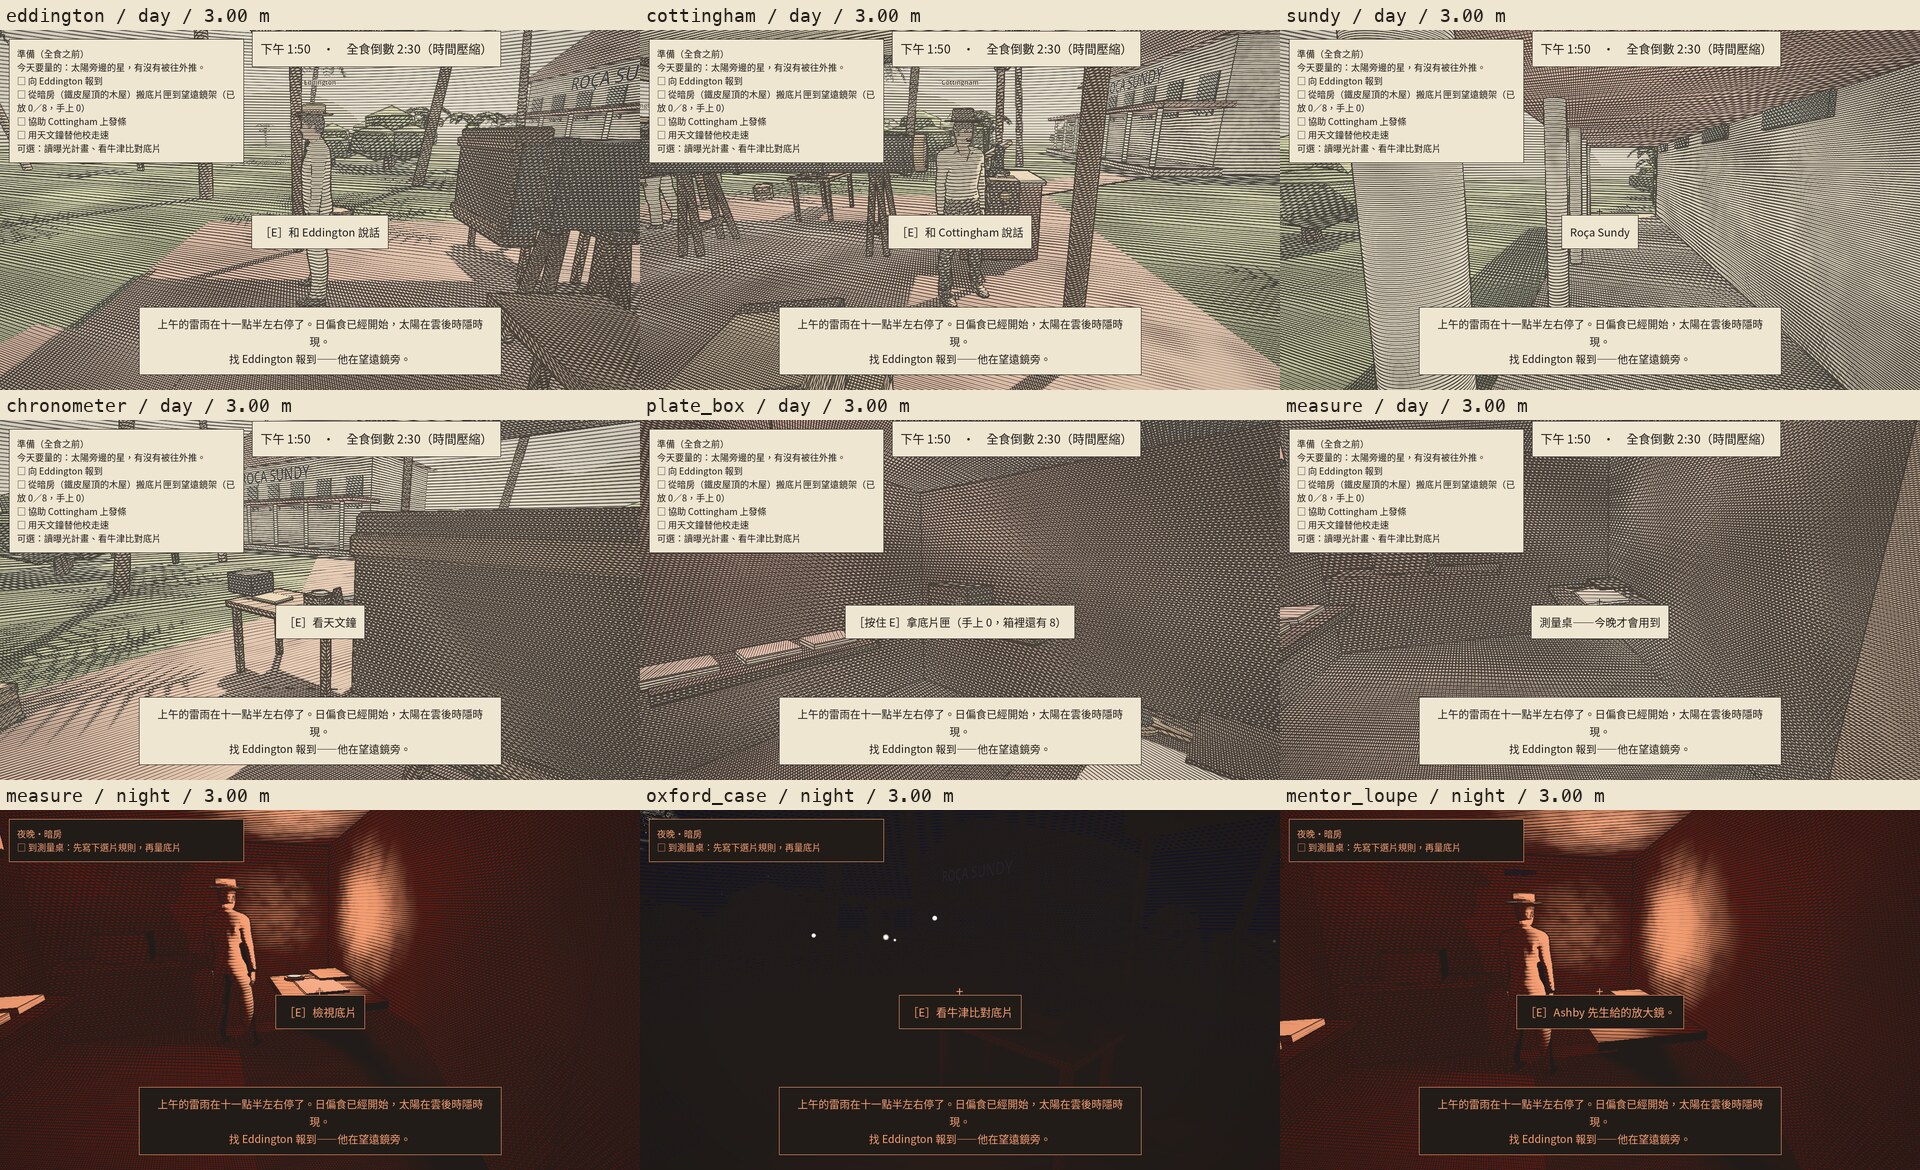 eddington / day / 3.00 m
準備（全食之前）
今天要量的：太陽旁邊的星，有沒有被往外推。
□ 向 Eddington 報到
□ 從暗房（鐵皮屋頂的木屋）搬底片匣到望遠鏡架（已
放 0／8，手上 0）
□ 協助 Cottingham 上發條
□ 用天文鐘替他校走速
可選：讀曝光計畫、看牛津比對底片
下午 1:50 · 全食倒數 2:30（時間壓縮）
Eddington
ROÇA SU
［E］和 Eddington 說話
上午的雷雨在十一點半左右停了。日偏食已經開始，太陽在雲後時隱時
現。
找 Eddington 報到——他在望遠鏡旁。
cottingham / day / 3.00 m
準備（全食之前）
今天要量的：太陽旁邊的星，有沒有被往外推。
□ 向 Eddington 報到
□ 從暗房（鐵皮屋頂的木屋）搬底片匣到望遠鏡架（已
放 0／8，手上 0）
□ 協助 Cottingham 上發條
□ 用天文鐘替他校走速
可選：讀曝光計畫、看牛津比對底片
下午 1:50 · 全食倒數 2:30（時間壓縮）
Cottingham
ROÇA SUNDY
［E］和 Cottingham 說話
上午的雷雨在十一點半左右停了。日偏食已經開始，太陽在雲後時隱時
現。
找 Eddington 報到——他在望遠鏡旁。
sundy / day / 3.00 m
準備（全食之前）
今天要量的：太陽旁邊的星，有沒有被往外推。
□ 向 Eddington 報到
□ 從暗房（鐵皮屋頂的木屋）搬底片匣到望遠鏡架（已
放 0／8，手上 0）
□ 協助 Cottingham 上發條
□ 用天文鐘替他校走速
可選：讀曝光計畫、看牛津比對底片
下午 1:50 · 全食倒數 2:30（時間壓縮）
Roça Sundy
上午的雷雨在十一點半左右停了。日偏食已經開始，太陽在雲後時隱時
現。
找 Eddington 報到——他在望遠鏡旁。
chronometer / day / 3.00 m
準備（全食之前）
今天要量的：太陽旁邊的星，有沒有被往外推。
□ 向 Eddington 報到
□ 從暗房（鐵皮屋頂的木屋）搬底片匣到望遠鏡架（已
放 0／8，手上 0）
□ 協助 Cottingham 上發條
□ 用天文鐘替他校走速
可選：讀曝光計畫、看牛津比對底片
下午 1:50 · 全食倒數 2:30（時間壓縮）
ROÇA SUNDY
［E］看天文鐘
上午的雷雨在十一點半左右停了。日偏食已經開始，太陽在雲後時隱時
現。
找 Eddington 報到——他在望遠鏡旁。
plate_box / day / 3.00 m
準備（全食之前）
今天要量的：太陽旁邊的星，有沒有被往外推。
□ 向 Eddington 報到
□ 從暗房（鐵皮屋頂的木屋）搬底片匣到望遠鏡架（已
放 0／8，手上 0）
□ 協助 Cottingham 上發條
□ 用天文鐘替他校走速
可選：讀曝光計畫、看牛津比對底片
下午 1:50 · 全食倒數 2:30（時間壓縮）
［按住 E］拿底片匣（手上 0，箱裡還有 8）
上午的雷雨在十一點半左右停了。日偏食已經開始，太陽在雲後時隱時
現。
找 Eddington 報到——他在望遠鏡旁。
measure / day / 3.00 m
準備（全食之前）
今天要量的：太陽旁邊的星，有沒有被往外推。
□ 向 Eddington 報到
□ 從暗房（鐵皮屋頂的木屋）搬底片匣到望遠鏡架（已
放 0／8，手上 0）
□ 協助 Cottingham 上發條
□ 用天文鐘替他校走速
可選：讀曝光計畫、看牛津比對底片
下午 1:50 · 全食倒數 2:30（時間壓縮）
測量桌——今晚才會用到
上午的雷雨在十一點半左右停了。日偏食已經開始，太陽在雲後時隱時
現。
找 Eddington 報到——他在望遠鏡旁。
measure / night / 3.00 m
夜晚・暗房
□ 到測量桌：先寫下選片規則，再量底片
［E］檢視底片
上午的雷雨在十一點半左右停了。日偏食已經開始，太陽在雲後時隱時
現。
找 Eddington 報到——他在望遠鏡旁。
oxford_case / night / 3.00 m
夜晚・暗房
□ 到測量桌：先寫下選片規則，再量底片
ROÇA SUNDY
［E］看牛津比對底片
上午的雷雨在十一點半左右停了。日偏食已經開始，太陽在雲後時隱時
現。
找 Eddington 報到——他在望遠鏡旁。
mentor_loupe / night / 3.00 m
夜晚・暗房
□ 到測量桌：先寫下選片規則，再量底片
［E］Ashby 先生給的放大鏡。
上午的雷雨在十一點半左右停了。日偏食已經開始，太陽在雲後時隱時
現。
找 Eddington 報到——他在望遠鏡旁。